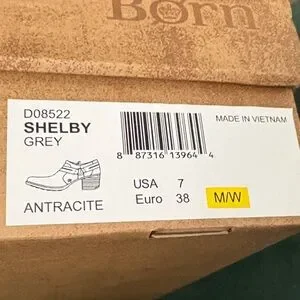 Born
D08522
SHELBY
GREY
MADE IN VIETNAM
8 87316 13964 4
USA 7
Euro 38 M/W
ANTRACITE